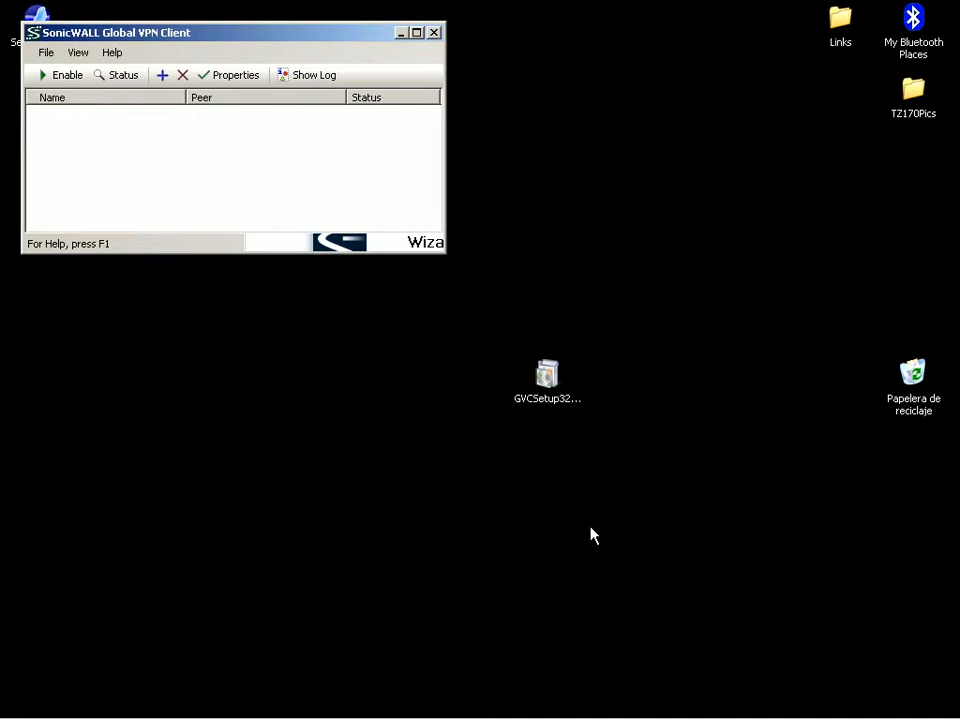 SonicWALL Global VPN Client
File View Help
Enable Status Properties Show Log
Name Peer Status
For Help, press F1
Links
My Bluetooth
Places
TZ170Pics
GVCSetup32...
Papelera de
reciclaje